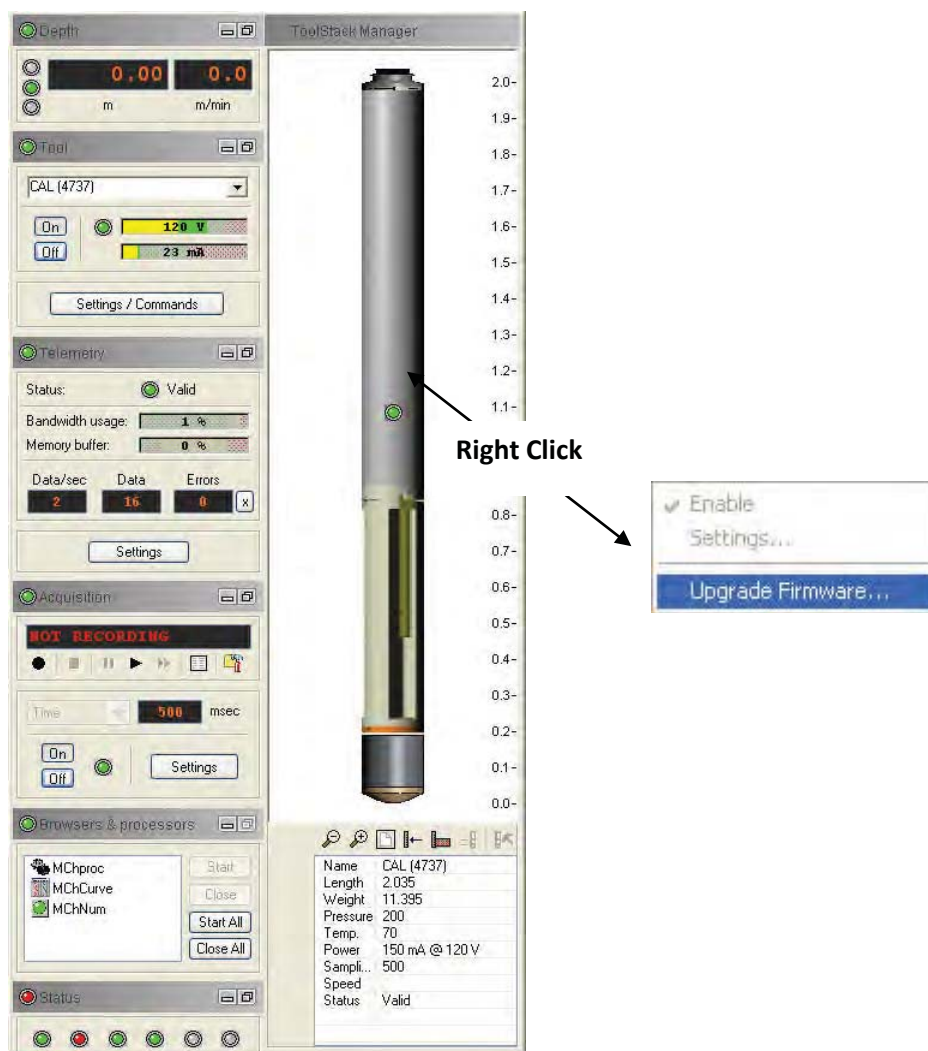 Depth
0.00 0.0
m m/min
Tool
CAL (4737)
On
120 V
Off
23 mA
Settings / Commands
Telemetry
Status: Valid
Bandwidth usage: 1 %
Memory buffer: 0 %
Data/sec Data Errors
2 16 0 x
Settings
Acquisition
NOT RECORDING
Time 500 msec
On
Off
Settings
Browsers & processors
MChproc
MChCurve
MChNum
Start
Close
Start All
Close All
Status
ToolStack Manager
2.0-
1.9-
1.8-
1.7-
1.6-
1.5-
1.4-
1.3-
1.2-
1.1-
0.8-
0.7-
0.6-
0.5-
0.4-
0.3-
0.2-
0.1-
0.0-
Name CAL (4737)
Length 2.035
Weight 11.395
Pressure 200
Temp. 70
Power 150 mA @ 120 V
Sampli... 500
Speed
Status Valid
Right Click
Enable
Settings...
Upgrade Firmware...